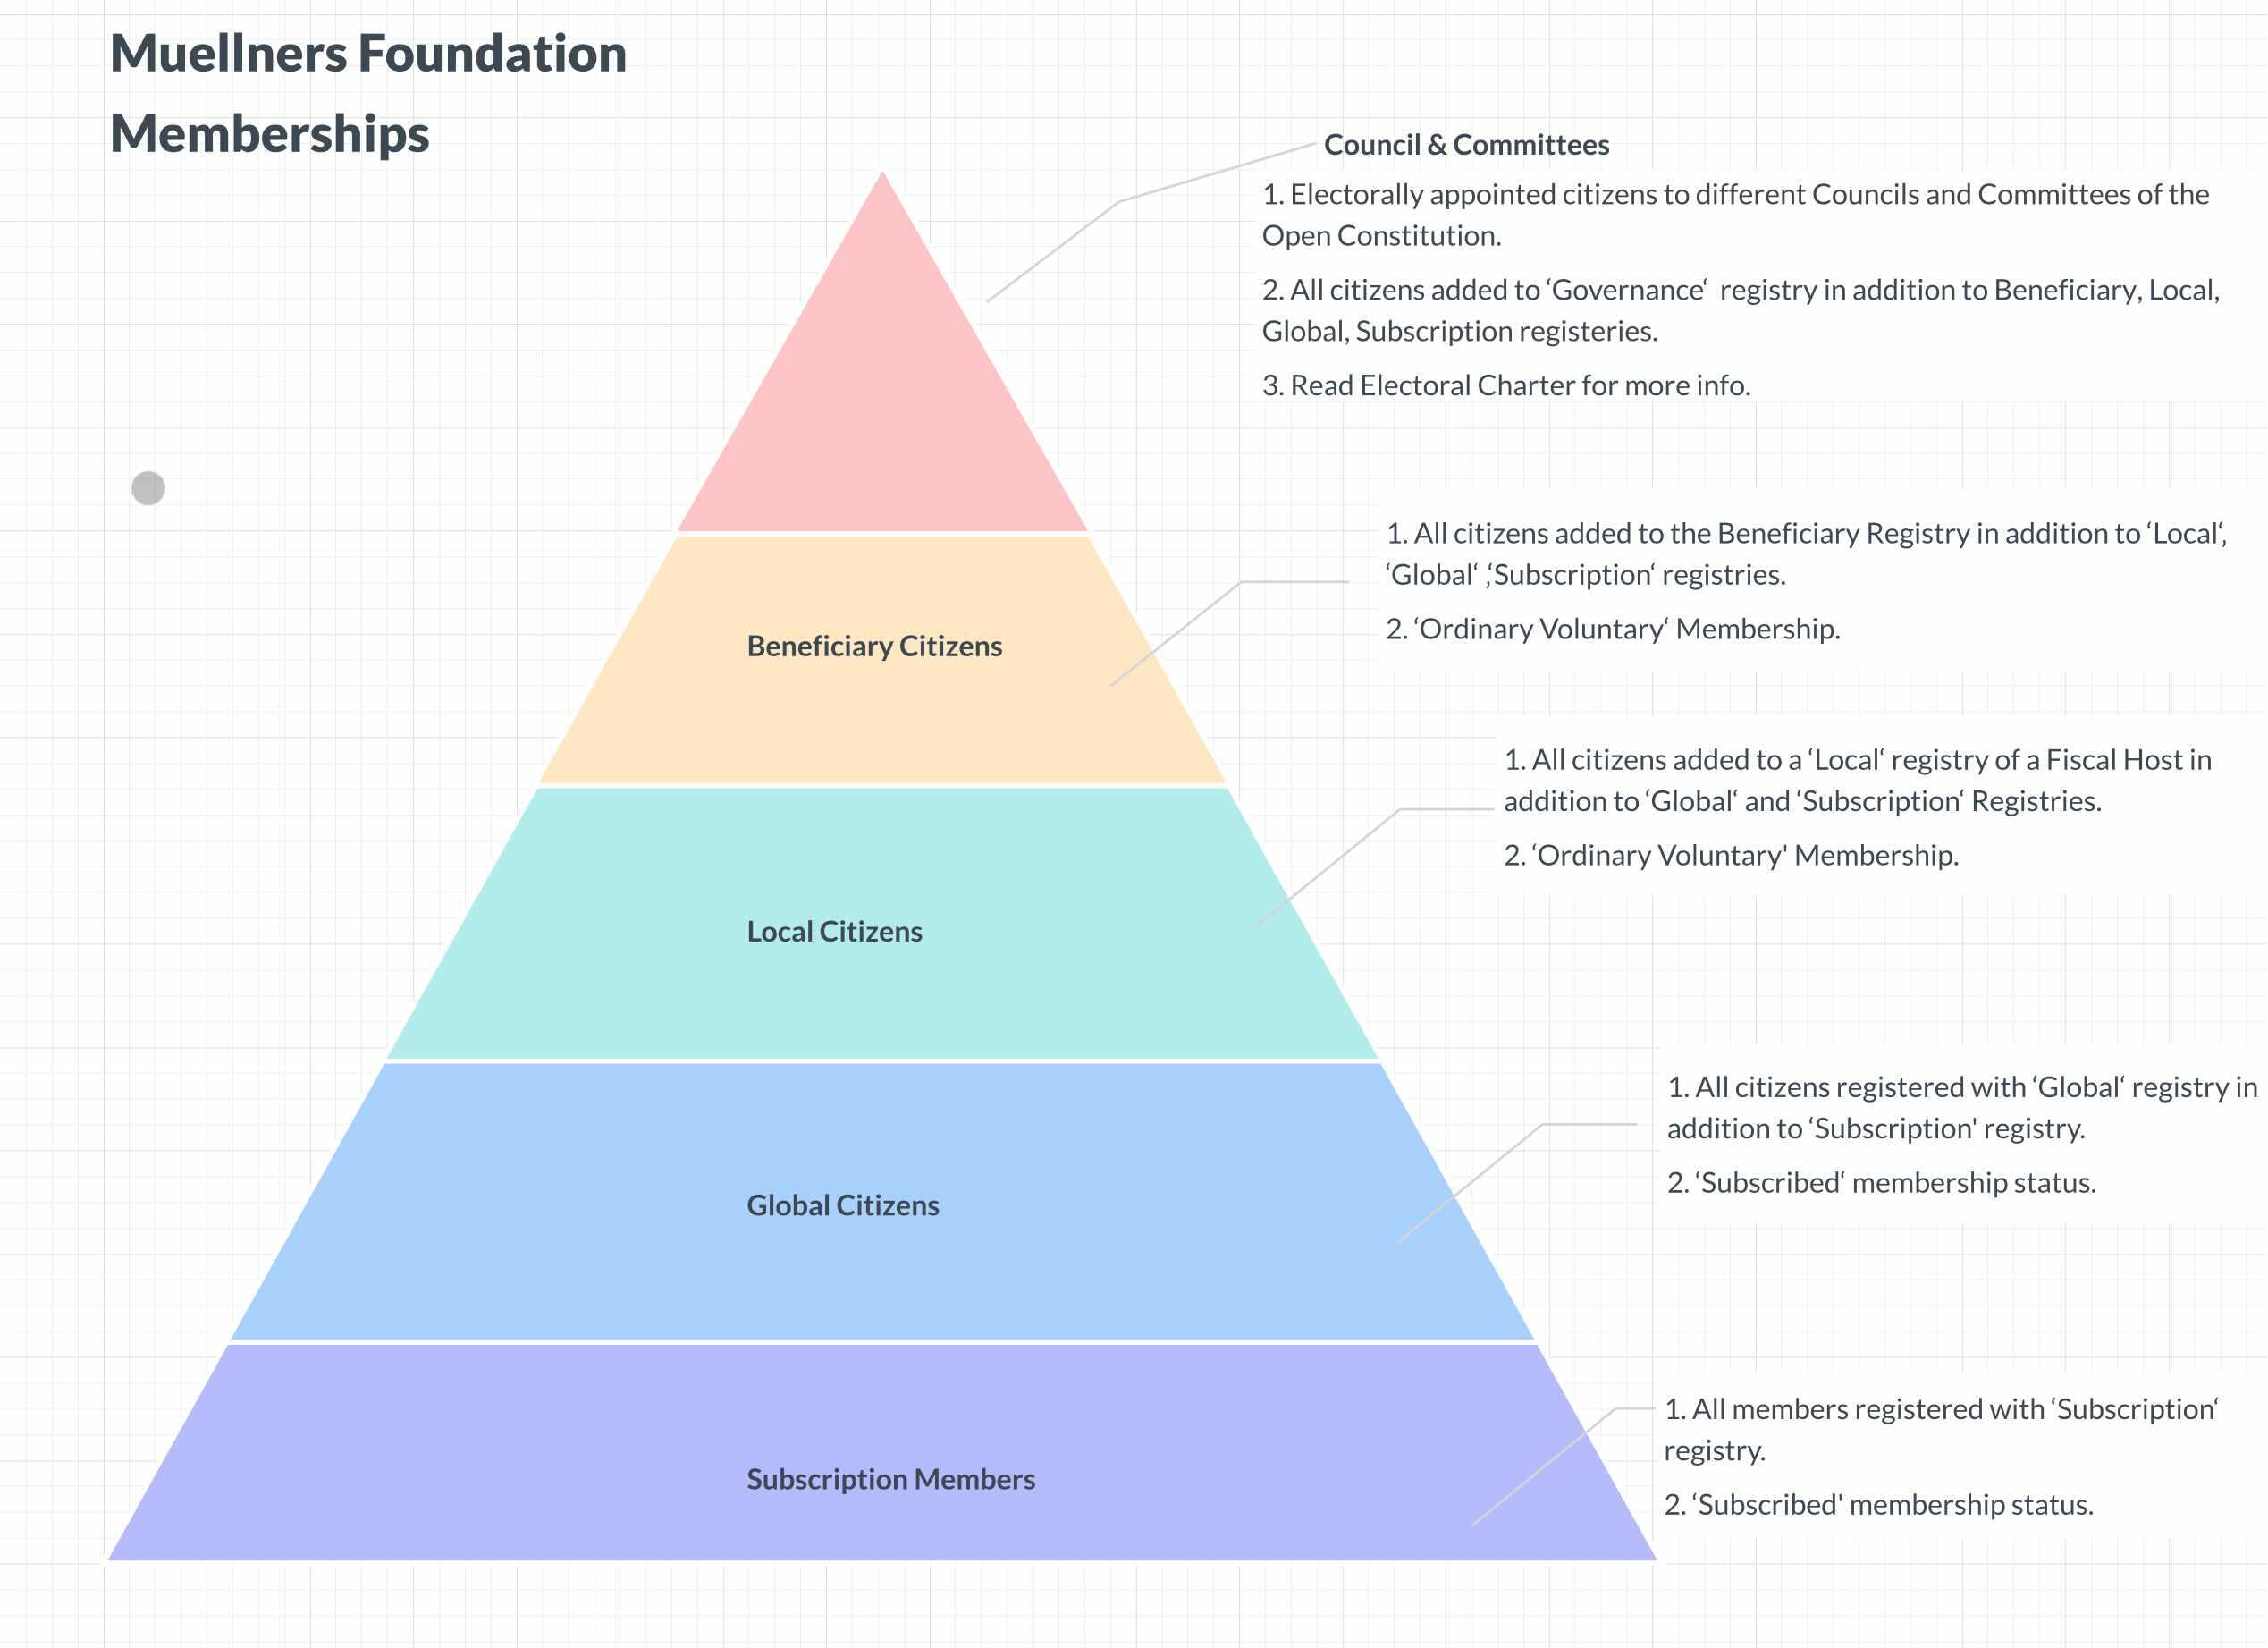 Muellners Foundation
Memberships
Council & Committees
1. Electorally appointed citizens to different Councils and Committees of the
Open Constitution.
2. All citizens added to ‘Governance‘  registry in addition to Beneficiary, Local,
Global, Subscription registeries.
3. Read Electoral Charter for more info.
1. All citizens added to the Beneficiary Registry in addition to ‘Local‘,
‘Global‘ ,‘Subscription‘ registries.
2. ‘Ordinary Voluntary‘ Membership.
Beneficiary Citizens
1. All citizens added to a ‘Local‘ registry of a Fiscal Host in
addition to ‘Global‘ and ‘Subscription‘ Registries.
2. ‘Ordinary Voluntary' Membership.
Local Citizens
1. All citizens registered with ‘Global‘ registry in
addition to ‘Subscription' registry.
2. ‘Subscribed‘ membership status.
Global Citizens
1. All members registered with ‘Subscription‘
registry.
2. ‘Subscribed' membership status.
Subscription Members